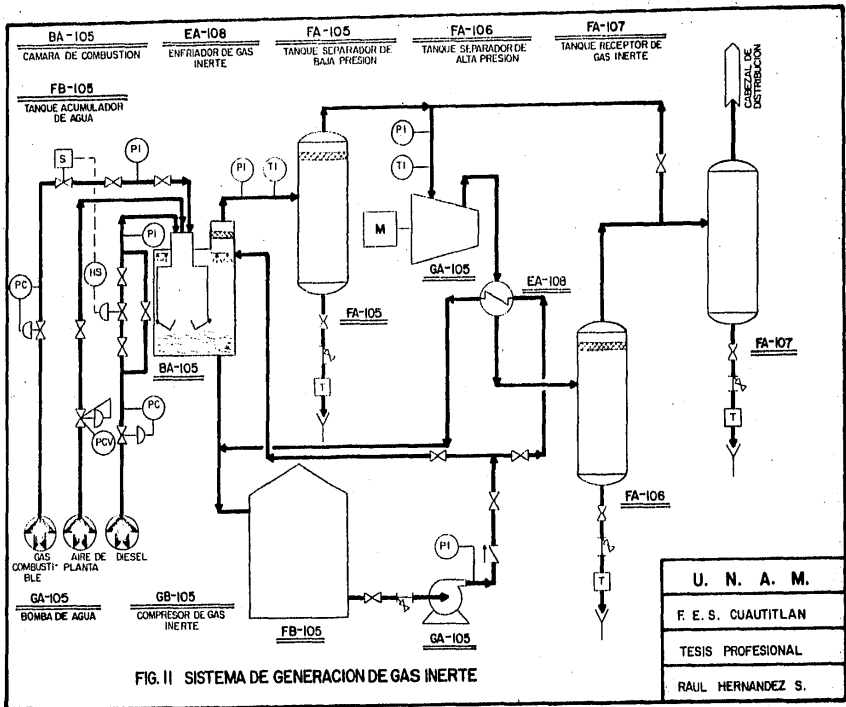 BA-105
CAMARA DE COMBUSTION
EA-108
ENFRIADOR DE GAS
INERTE
FA-105
TANQUE SEPARADOR DE
BAJA PRESION
FA-106
TANQUE SEPARADOR DE
ALTA PRESION
FA-107
TANQUE RECEPTOR DE
GAS INERTE
FB-105
TANQUE ACUMULADOR
DE AGUA
CABEZAL DE
DISTRIBUCION
S
PI
PI
TI
PI
PI
TI
PI
M
GA-105
HS
PC
EA-108
FA-105
FA-107
BA-105
T
T
PC
PCV
FA-106
GAS
COMBUSTI-
BLE
AIRE DE
PLANTA
DIESEL
PI
T
GA-105
BOMBA DE AGUA
GB-105
COMPRESOR DE GAS
INERTE
FB-105
GA-105
FIG. 11 SISTEMA DE GENERACION DE GAS INERTE
U. N. A. M.
F. E. S. CUAUTITLAN
TESIS PROFESIONAL
RAUL HERNANDEZ S.